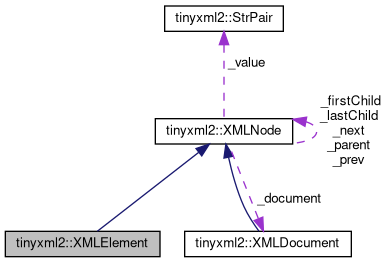 tinyxml2::StrPair
_value
_firstChild
_lastChild
_next
_parent
_prev
tinyxml2::XMLNode
_document
tinyxml2::XMLElement
tinyxml2::XMLDocument